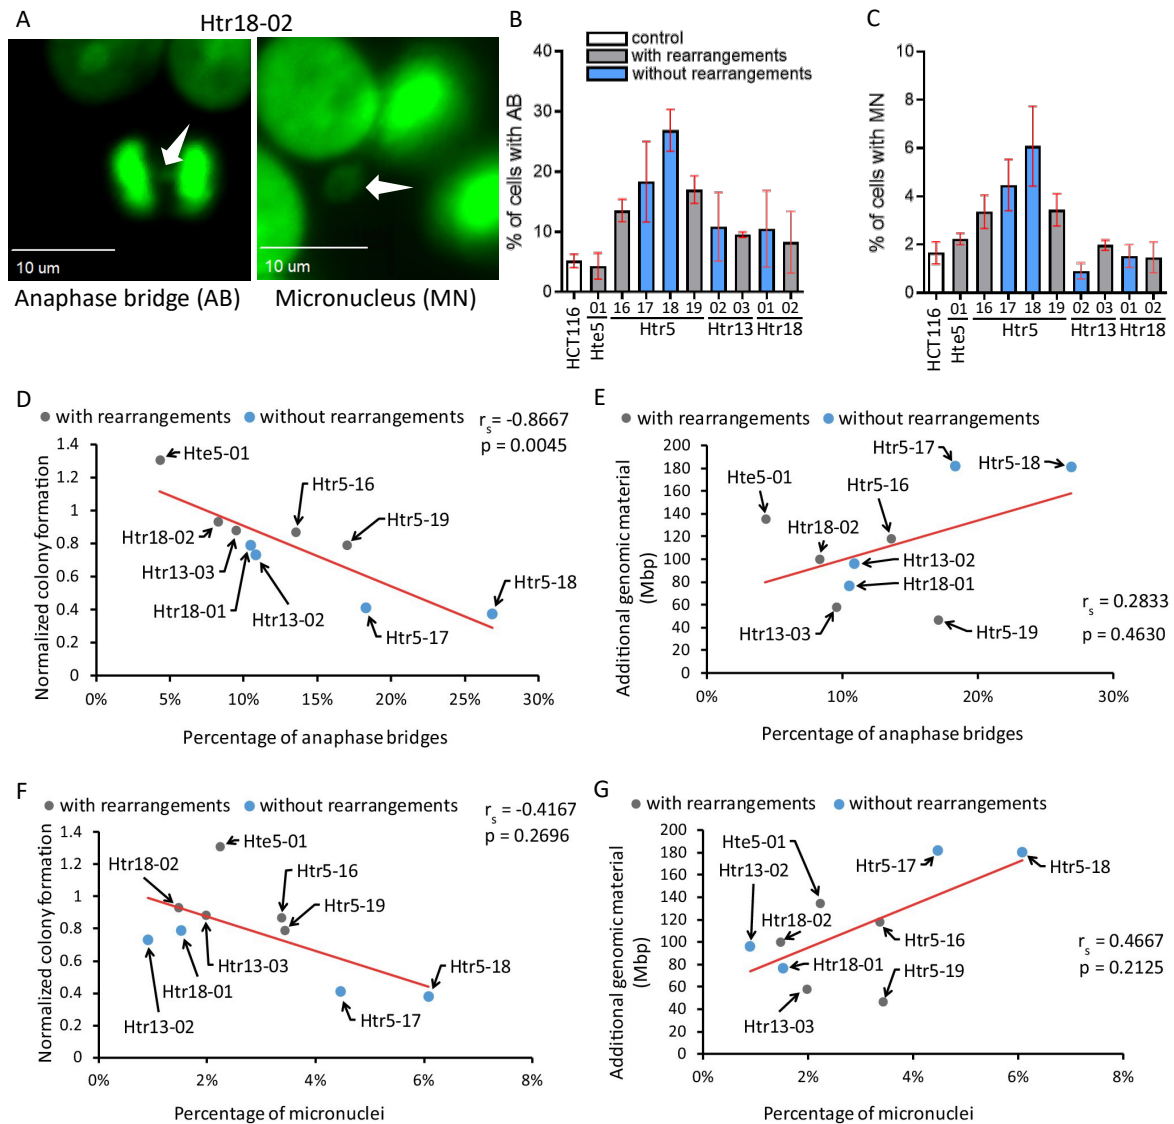 A
Htr18-02
10 um
10 um
Anaphase bridge (AB)
Micronucleus (MN)
B
% of cells with AB
40
30
20
10
0
control
with rearrangements
without rearrangements
HCT116
01
16
17
18
19
02
03
01
02
Hte5
Htr5
Htr13
Htr18
C
% of cells with MN
10
8
6
4
2
0
HCT116
01
16
17
18
19
02
03
01
02
Hte5
Htr5
Htr13
Htr18
D
with rearrangements
without rearrangements
rs= -0.8667
p = 0.0045
Normalized colony formation
1.4
1.2
1
0.8
0.6
0.4
0.2
0
Hte5-01
Htr5-16
Htr5-19
Htr18-02
Htr13-03
Htr18-01
Htr13-02
Htr5-17
Htr5-18
0%
5%
10%
15%
20%
25%
30%
Percentage of anaphase bridges
E
with rearrangements
without rearrangements
Additional genomic material
(Mbp)
200
180
160
140
120
100
80
60
40
20
0
Htr5-17
Htr5-18
Hte5-01
Htr5-16
Htr18-02
Htr13-02
Htr18-01
Htr13-03
Htr5-19
rs = 0.2833
p = 0.4630
0%
10%
20%
30%
Percentage of anaphase bridges
F
with rearrangements
without rearrangements
rs = -0.4167
p = 0.2696
Normalized colony formation
1.4
1.2
1
0.8
0.6
0.4
0.2
0
Hte5-01
Htr18-02
Htr5-16
Htr5-19
Htr13-03
Htr18-01
Htr13-02
Htr5-18
Htr5-17
0%
2%
4%
6%
8%
Percentage of micronuclei
G
with rearrangements
without rearrangements
Additional genomic material
(Mbp)
200
180
160
140
120
100
80
60
40
20
0
Hte5-01
Htr13-02
Htr5-17
Htr5-18
Htr18-02
Htr5-16
Htr18-01
Htr5-19
Htr13-03
rs = 0.4667
p = 0.2125
0%
2%
4%
6%
8%
Percentage of micronuclei